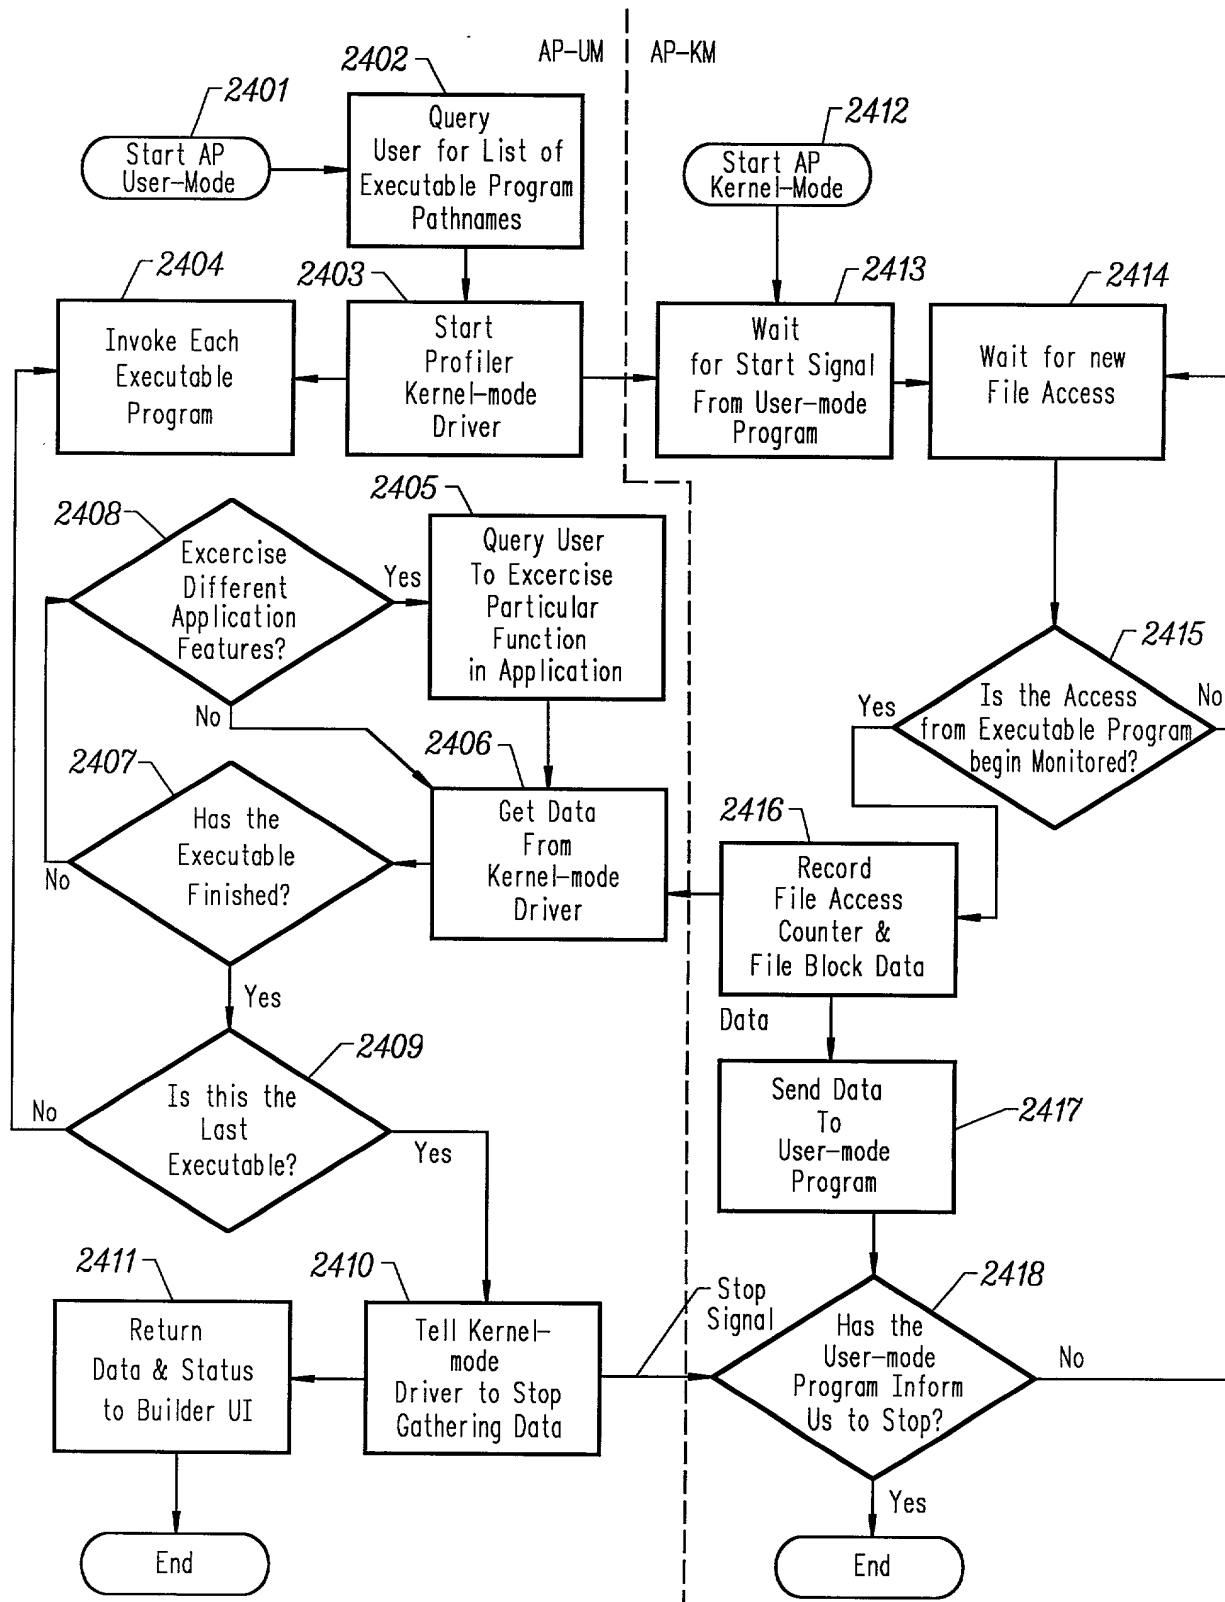 AP-UM
AP-KM
2401
Start AP
User-Mode
2402
Query
User for List of
Executable Program
Pathnames
2412
Start AP
Kernel-Mode
2404
Invoke Each
Executable
Program
2403
Start
Profiler
Kernel-mode
Driver
2413
Wait
for Start Signal
From User-mode
Program
2414
Wait for new
File Access
2408
Excercise
Different
Application
Features?
Yes
No
2405
Query User
To Excercise
Particular
Function
in Application
2415
Is the Access
from Executable Program
begin Monitored?
Yes
No
2407
Has the
Executable
Finished?
No
Yes
2406
Get Data
From
Kernel-mode
Driver
2416
Record
File Access
Counter &
File Block Data
Data
2409
Is this the
Last
Executable?
No
Yes
2417
Send Data
To
User-mode
Program
2411
Return
Data & Status
to Builder UI
2410
Tell Kernel-
mode
Driver to Stop
Gathering Data
Stop
Signal
2418
Has the
User-mode
Program Inform
Us to Stop?
No
Yes
End
End